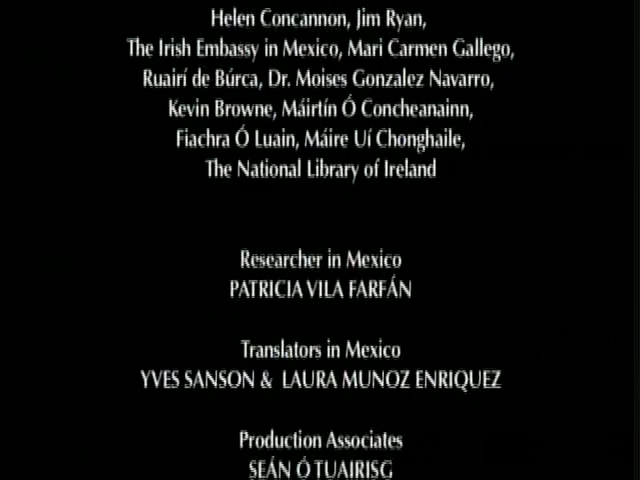 Helen Concannon, Jim Ryan,
The Irish Embassy in Mexico, Mari Carmen Gallego,
Ruairí de Búrca, Dr. Moises Gonzalez Navarro,
Kevin Browne, Máirtín Ó Concheanainn,
Fiachra Ó Luain, Máire Uí Chonghaile,
The National Library of Ireland
Researcher in Mexico
PATRICIA VILA FARFÁN
Translators in Mexico
YVES SANSON & LAURA MUNOZ ENRIQUEZ
Production Associates
SEÁN Ó TUAIRISG